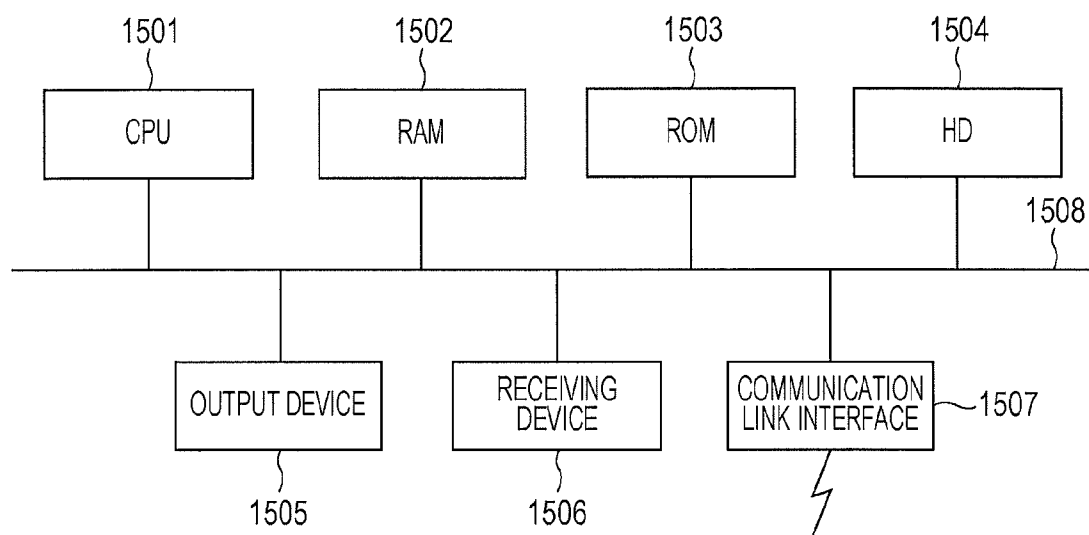 1501
1502
1503
1504
CPU
RAM
ROM
HD
1508
OUTPUT DEVICE
RECEIVING
DEVICE
COMMUNICATION
LINK INTERFACE
1507
1505
1506